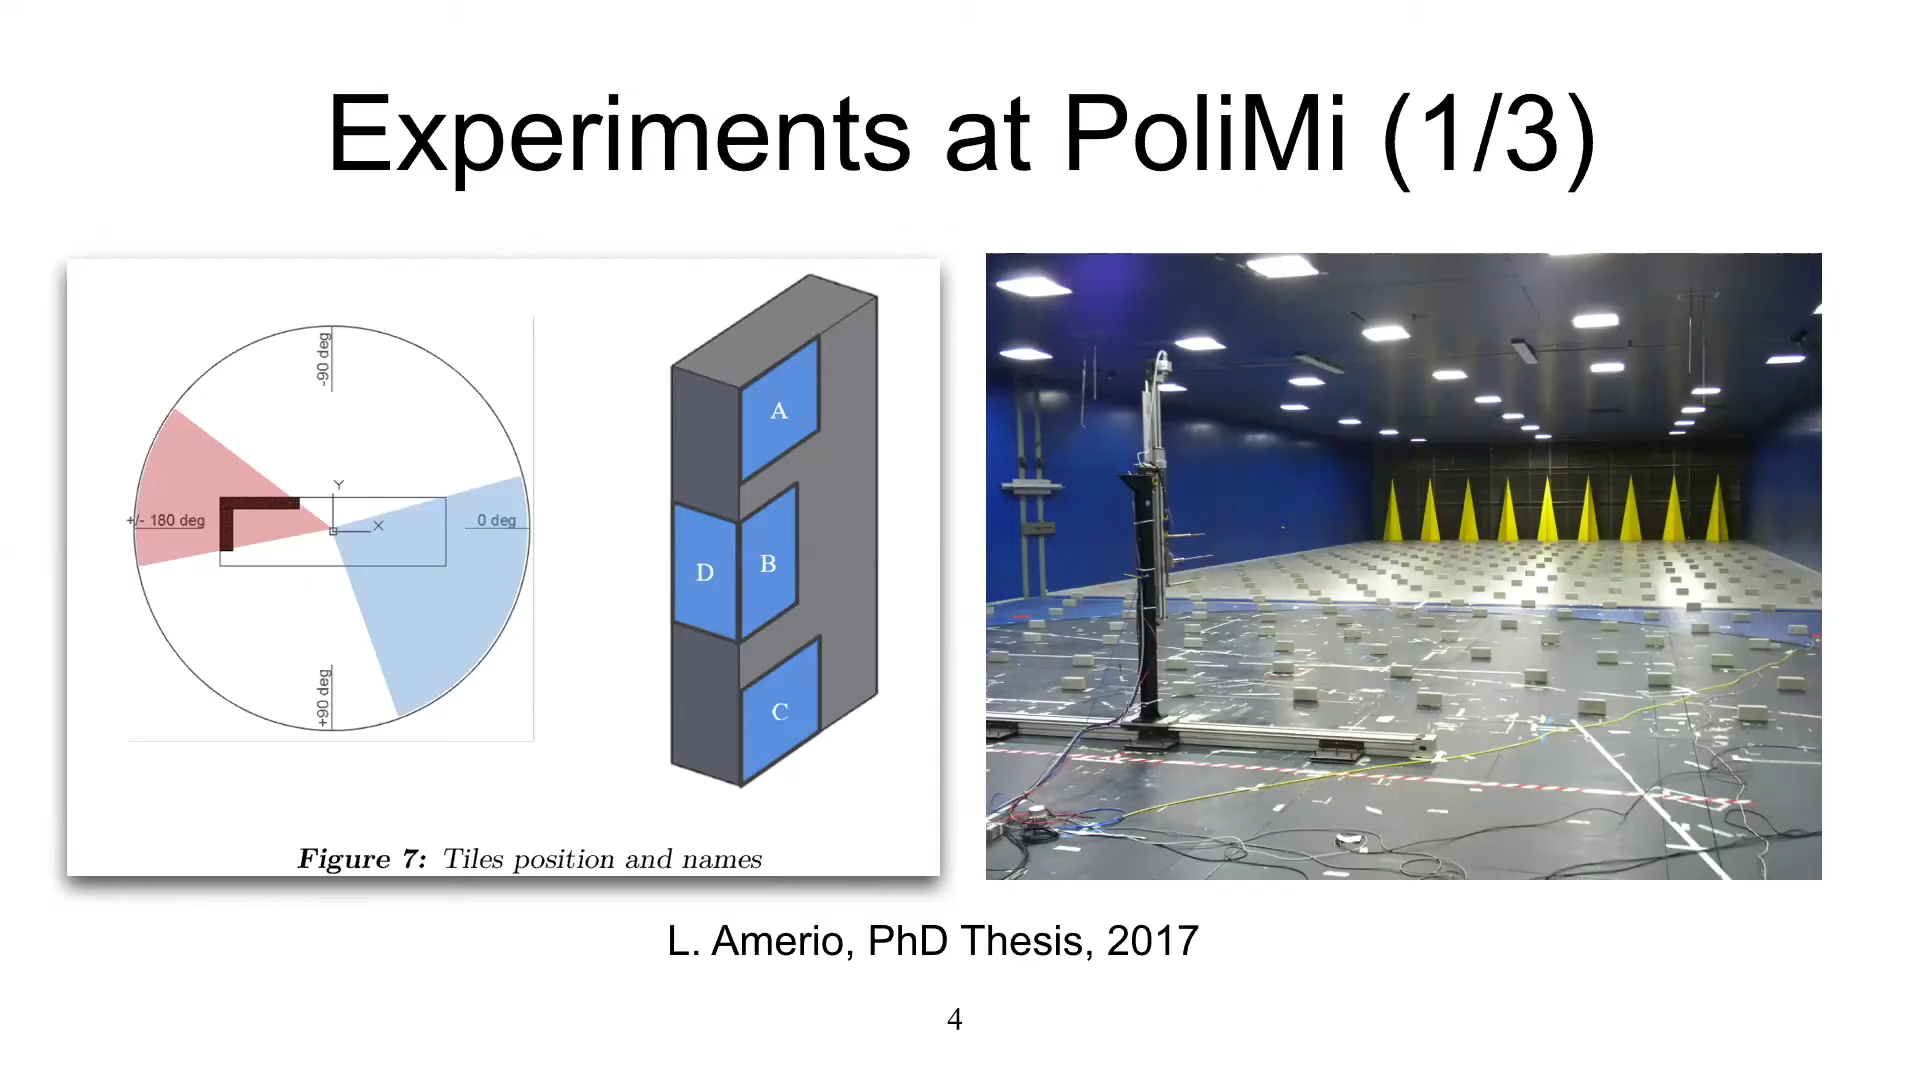 Experiments at PoliMi (1/3)
-90 deg
Y
+/- 180 deg
X
0 deg
+90 deg
A
D
B
C
Figure 7: Tiles position and names
L. Amerio, PhD Thesis, 2017
4